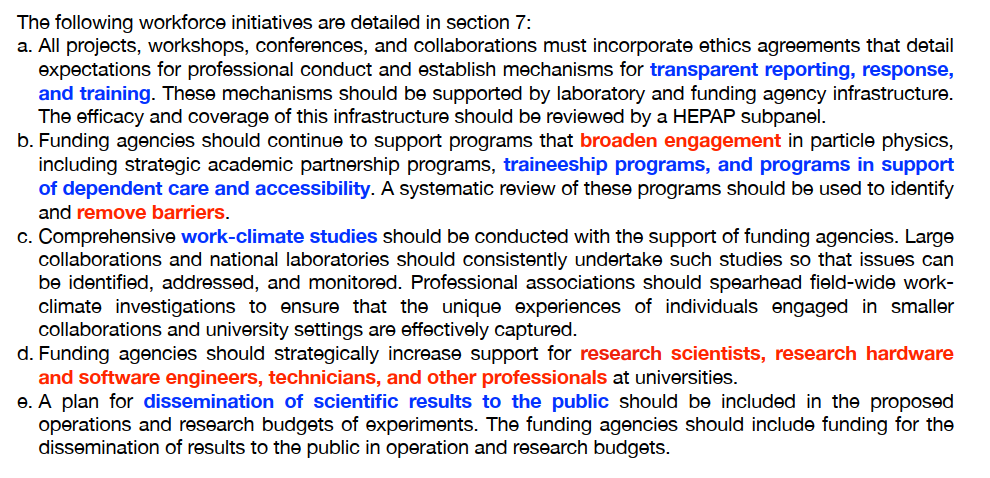 The following workforce initiatives are detailed in section 7:
a. All projects, workshops, conferences, and collaborations must incorporate ethics agreements that detail
expectations for professional conduct and establish mechanisms for transparent reporting, response,
and training. These mechanisms should be supported by laboratory and funding agency infrastructure.
The efficacy and coverage of this infrastructure should be reviewed by a HEPAP subpanel.
b. Funding agencies should continue to support programs that broaden engagement in particle physics,
including strategic academic partnership programs, traineeship programs, and programs in support
of dependent care and accessibility. A systematic review of these programs should be used to identify
and remove barriers.
c. Comprehensive work-climate studies should be conducted with the support of funding agencies. Large
collaborations and national laboratories should consistently undertake such studies so that issues can
be identified, addressed, and monitored. Professional associations should spearhead field-wide work-
climate investigations to ensure that the unique experiences of individuals engaged in smaller
collaborations and university settings are effectively captured.
d. Funding agencies should strategically increase support for research scientists, research hardware
and software engineers, technicians, and other professionals at universities.
e. A plan for dissemination of scientific results to the public should be included in the proposed
operations and research budgets of experiments. The funding agencies should include funding for the
dissemination of results to the public in operation and research budgets.